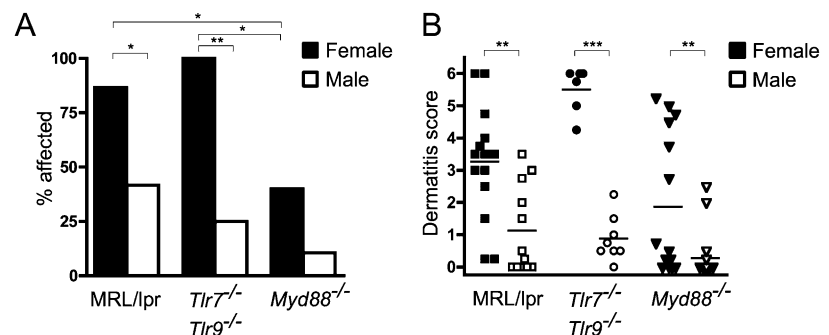 A
% affected
100
75
50
25
0
*
*
*
**
Female
Male
MRL/lpr
Tlr7-/-
Tlr9-/-
Myd88-/-
B
Dermatitis score
6
5
4
3
2
1
0
**
***
**
Female
Male
MRL/lpr
Tlr7-/-
Tlr9-/-
Myd88-/-